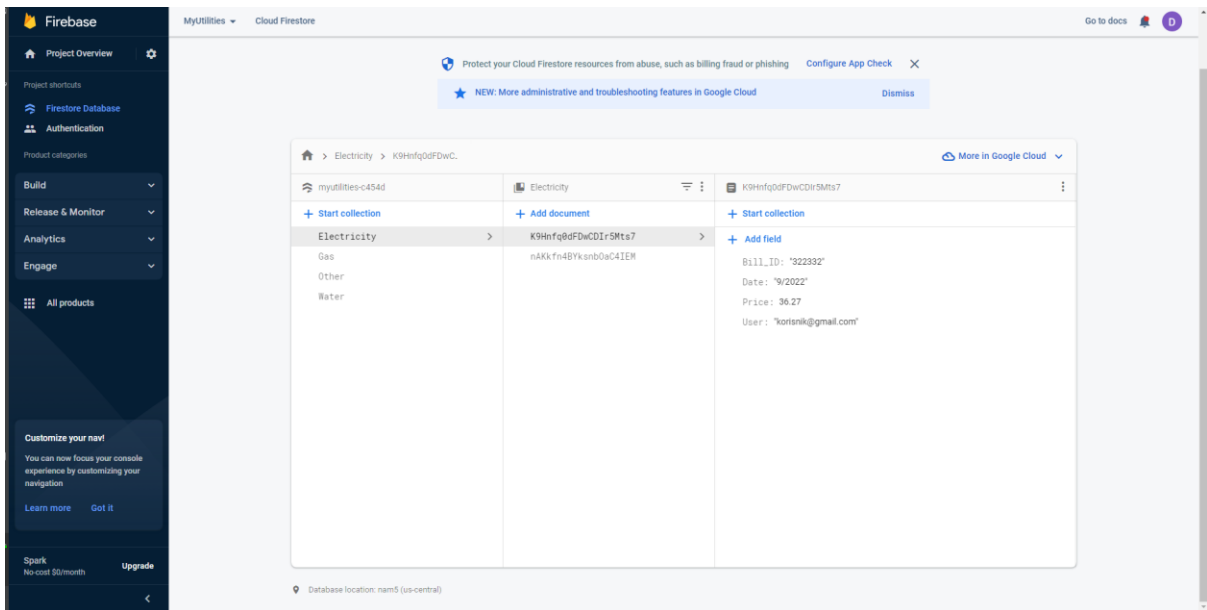 Firebase
MyUtilities
Cloud Firestore
Go to docs
D
Project Overview
Project shortcuts
Firestore Database
Authentication
Product categories
Build
Release & Monitor
Analytics
Engage
All products
Customize your nav!
You can now focus your console
experience by customizing your
navigation
Learn more Got it
Spark
No-cost $0/month
Upgrade
Protect your Cloud Firestore resources from abuse, such as billing fraud or phishing Configure App Check
NEW: More administrative and troubleshooting features in Google Cloud Dismiss
Electricity > K9Hnfq0dFDwC.
More in Google Cloud
myutilities-c454d
Start collection
Electricity
Gas
Other
Water
Electricity
Add document
K9Hnfq0dFDwCDIr5Mts7
nAKkfn4BYksnbOaC4IEM
K9Hnfq0dFDwCDIr5Mts7
Start collection
Add field
Bill_ID: "322332"
Date: "9/2022"
Price: 36.27
User: "korisnik@gmail.com"
Database location: nam5 (us-central)